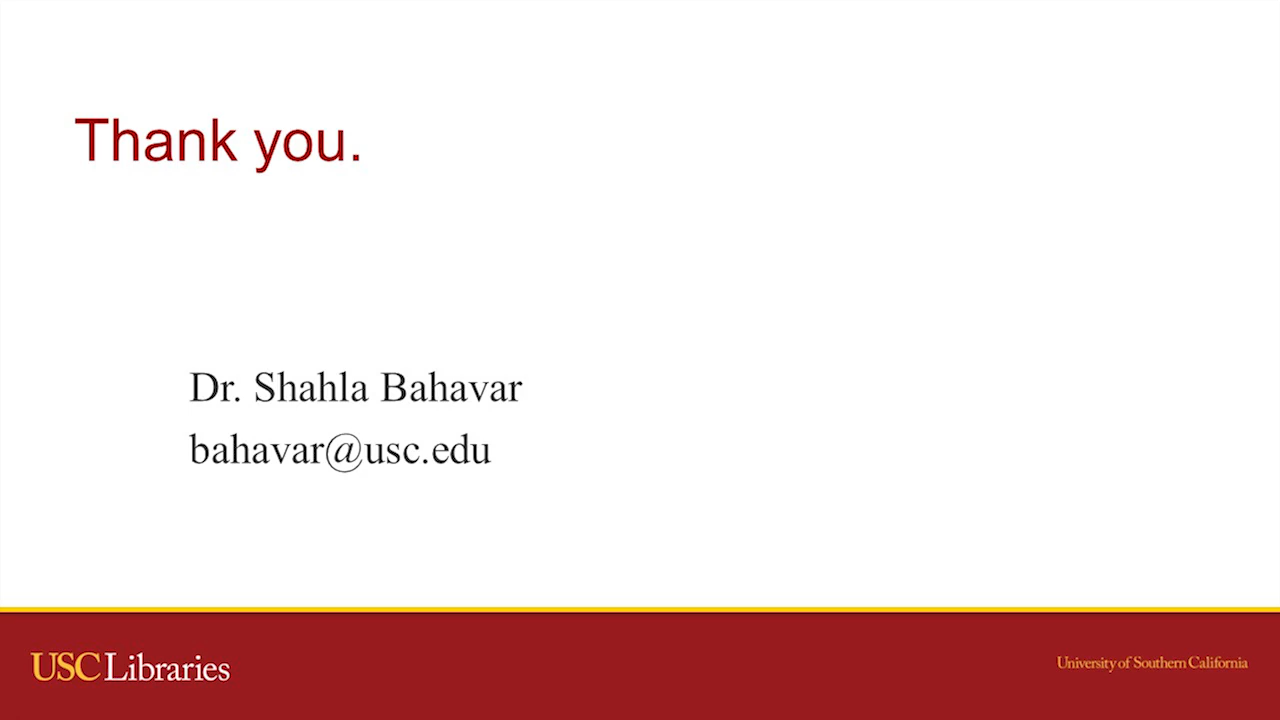 Thank you.
Dr. Shahla Bahavar
bahavar@usc.edu
USC Libraries
University of Southern California